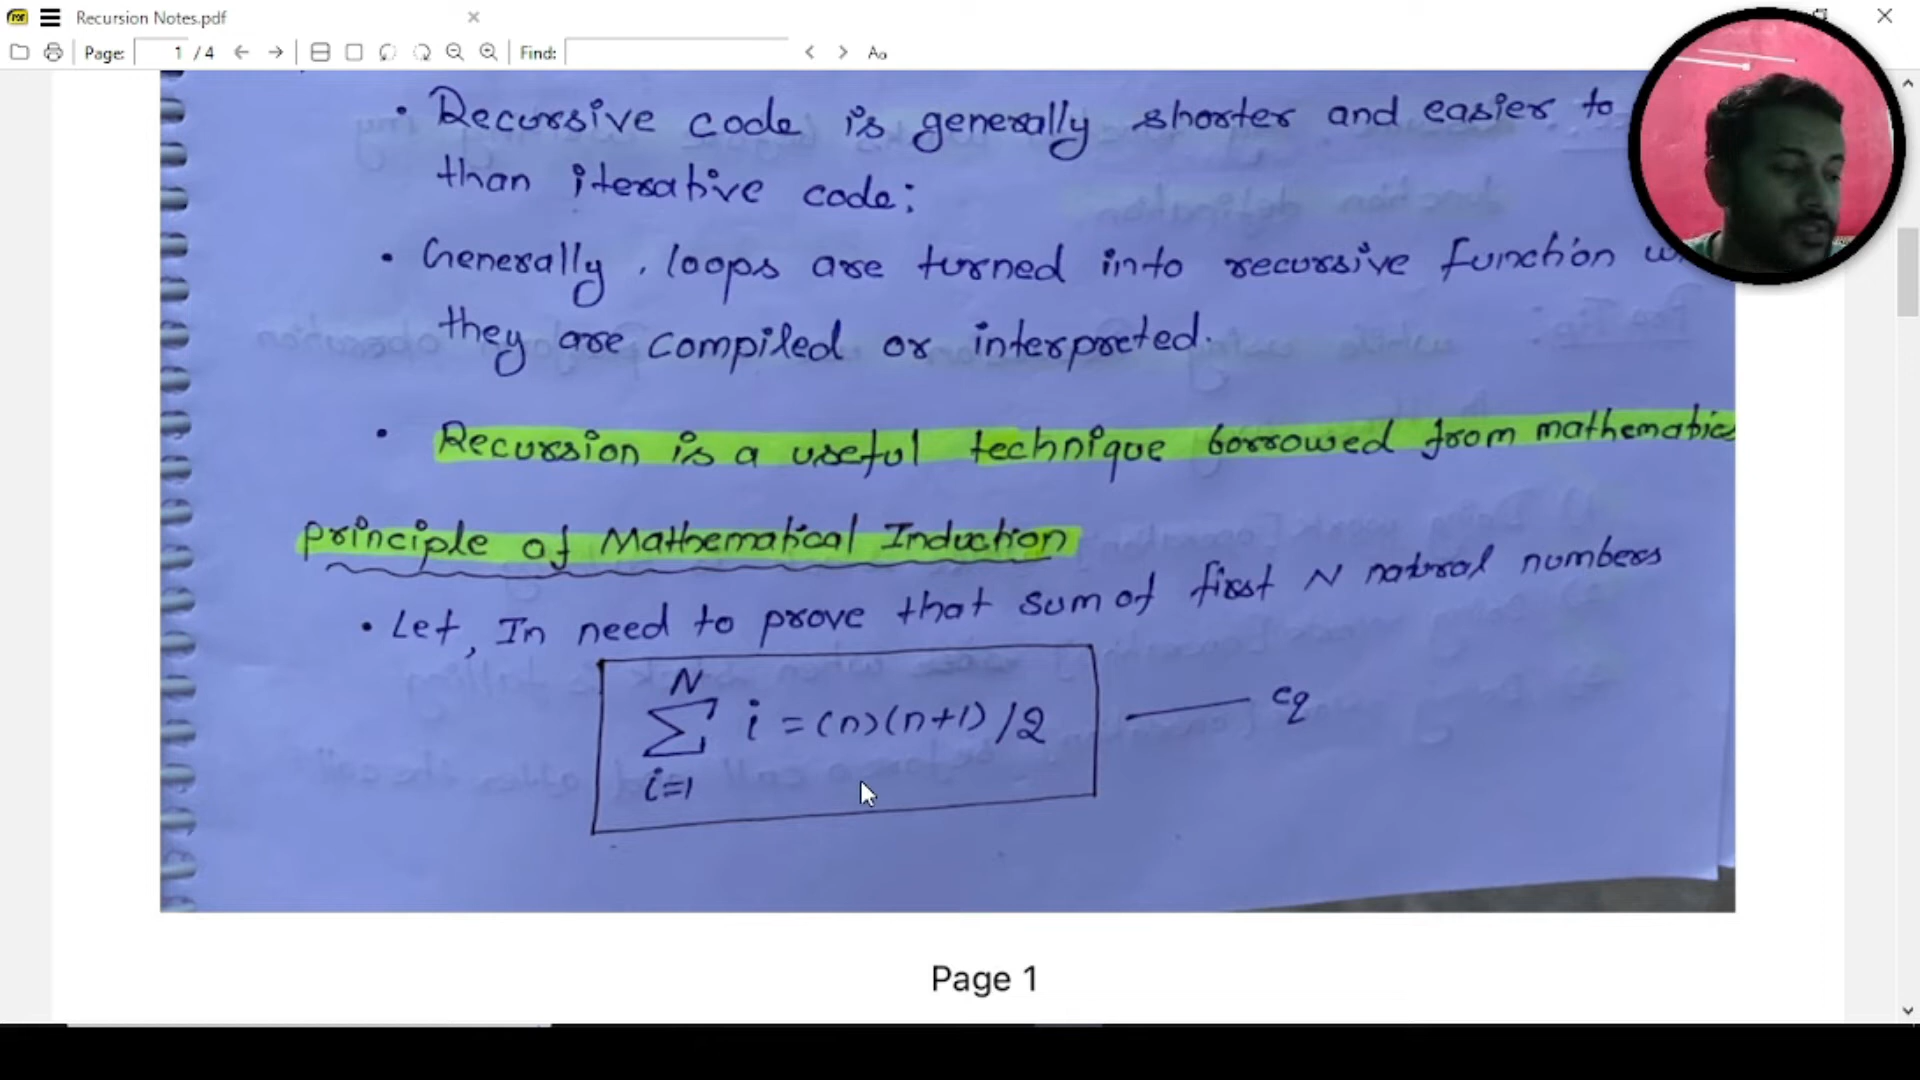 Recursion Notes.pdf
Page: 1 / 4 Find: Aa
• Recursive code is generally shorter and easier to
than iterative code;
• Generally, loops are turned into recursive function
they are compiled or interpreted.
• Recursion is a useful technique borrowed from mathematics
principle of Mathematical Induction
• Let, In need to prove that sum of first N natural numbers
N
∑ i = (n)(n+1)/2 —— eq
i=1
Page 1